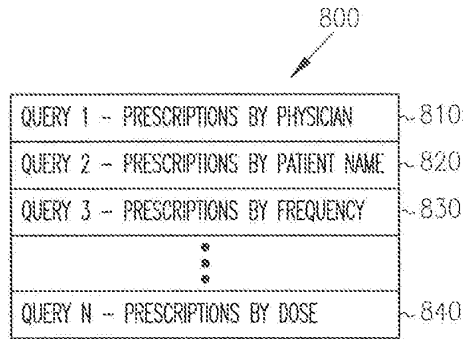 800
QUERY 1 - PRESCRIPTIONS BY PHYSICIAN 810
QUERY 2 - PRESCRIPTIONS BY PATIENT NAME 820
QUERY 3 - PRESCRIPTIONS BY FREQUENCY 830
QUERY N - PRESCRIPTIONS BY DOSE 840